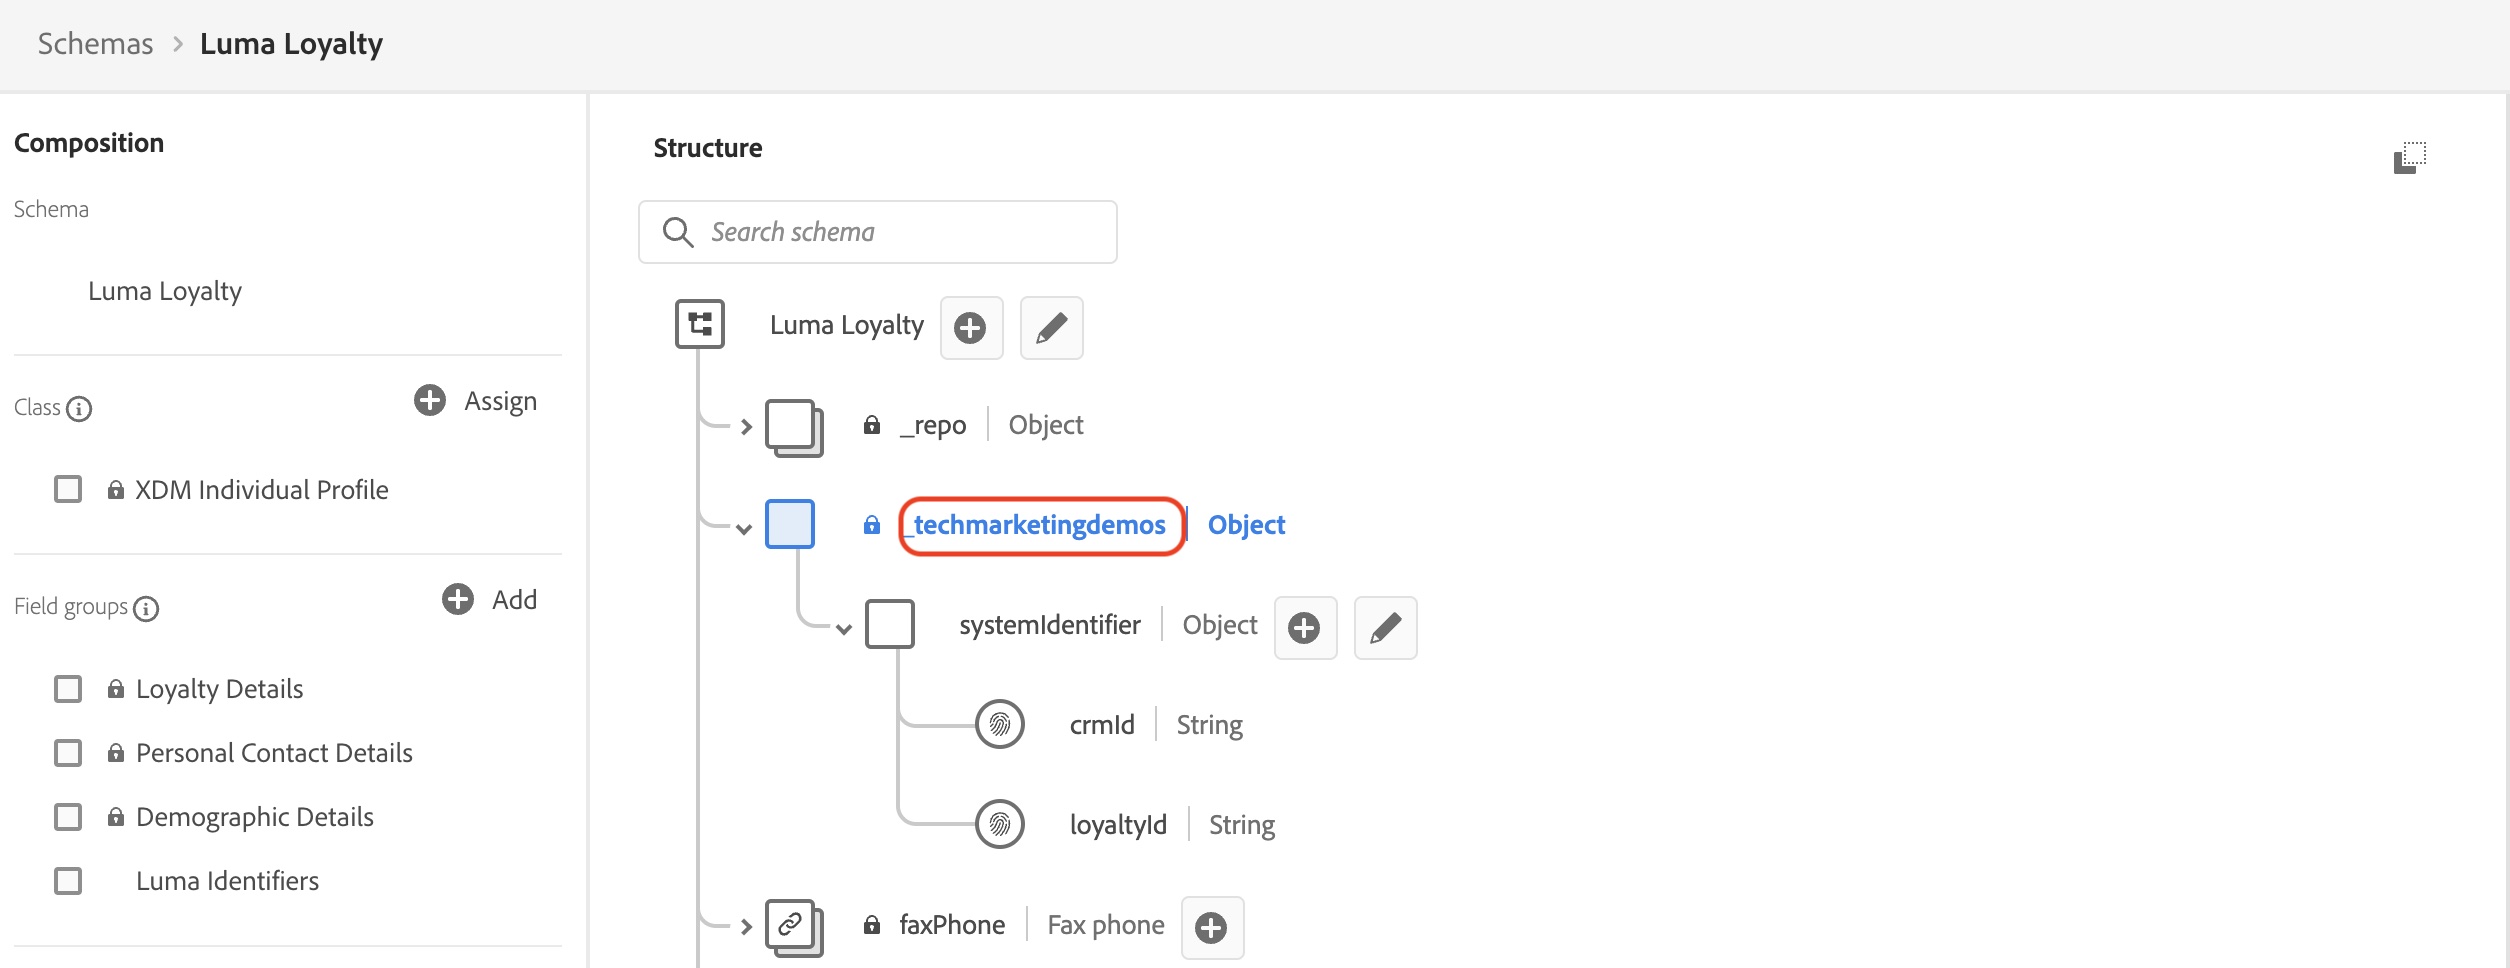 Schemas > Luma Loyalty
Composition
Schema
Luma Loyalty
Class
Assign
XDM Individual Profile
Field groups
Add
Loyalty Details
Personal Contact Details
Demographic Details
Luma Identifiers
Structure
Search schema
Luma Loyalty
_repo | Object
_techmarketingdemos | Object
systemIdentifier | Object
crmId | String
loyaltyId | String
faxPhone | Fax phone